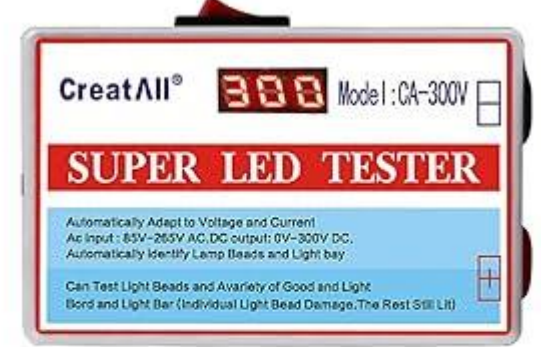 CreatAll®
300
Model:CA-300V
SUPER LED TESTER
Automatically Adapt to Voltage and Current
Ac Input : 85V-265V AC.DC output: 0V-300V DC.
Automatically Identify Lamp Beads and Light bay
Can Test Light Beads and Avariety of Good and Light
Bord and Light Bar (Individual Light Bead Damage.The Rest Still Lit)